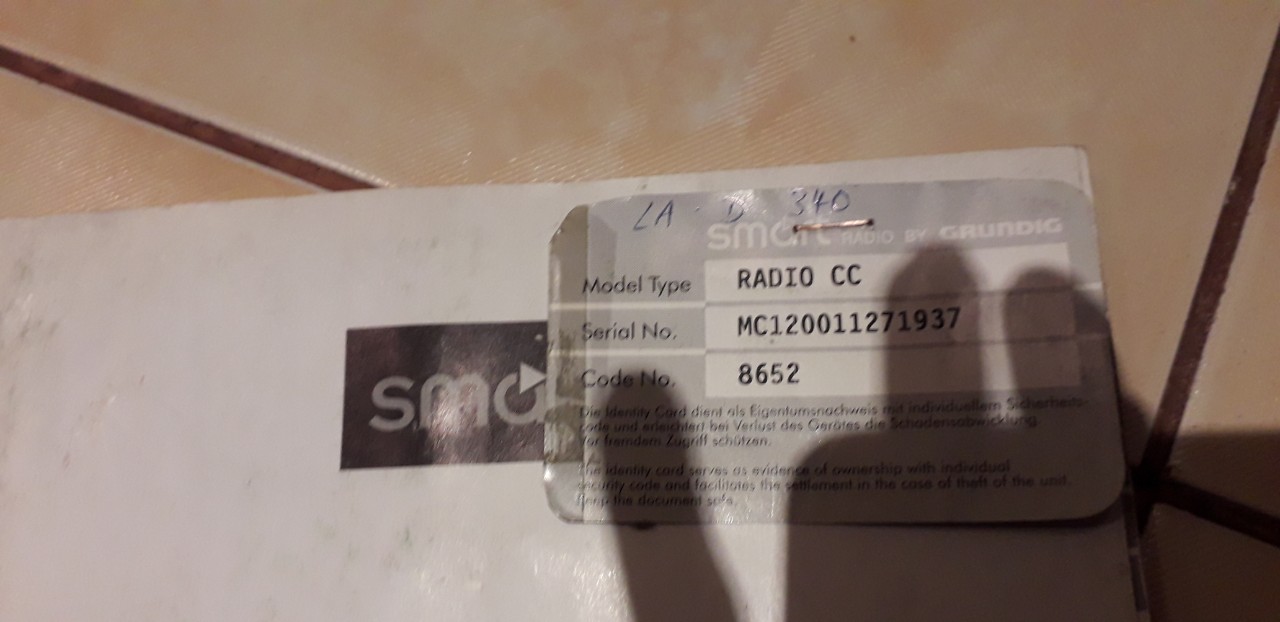 LA - D 340
smart RADIO BY GRUNDIG
Model Type RADIO CC
Serial No. MC120011271937
Code No. 8652
sma
Die Identity Card dient als Eigentumsnachweis mit individuellem Sicherheits-
code und erleichtert bei Verlust des Gerätes die Schadensabwicklung.
Vor fremdem Zugriff schützen.
The identity card serves as evidence of ownership with individual
security code and facilitates the settlement in the case of theft of the unit.
Keep the document safe.